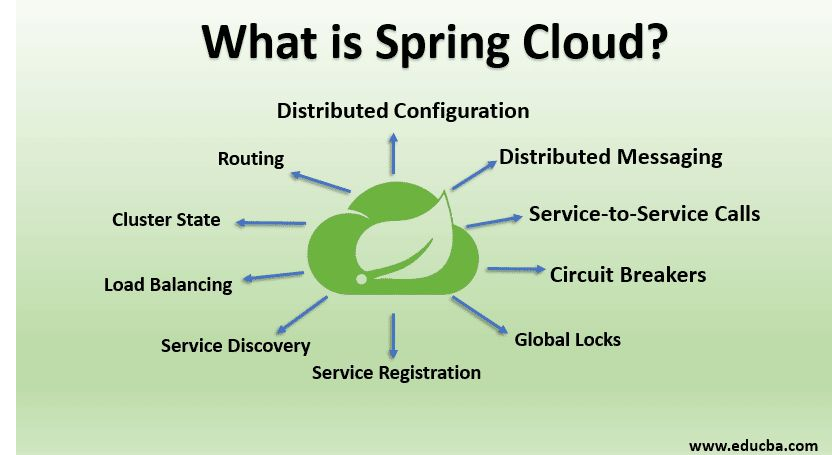 What is Spring Cloud?
Distributed Configuration
Routing
Distributed Messaging
Cluster State
Service-to-Service Calls
Load Balancing
Circuit Breakers
Service Discovery
Global Locks
Service Registration
www.educba.com